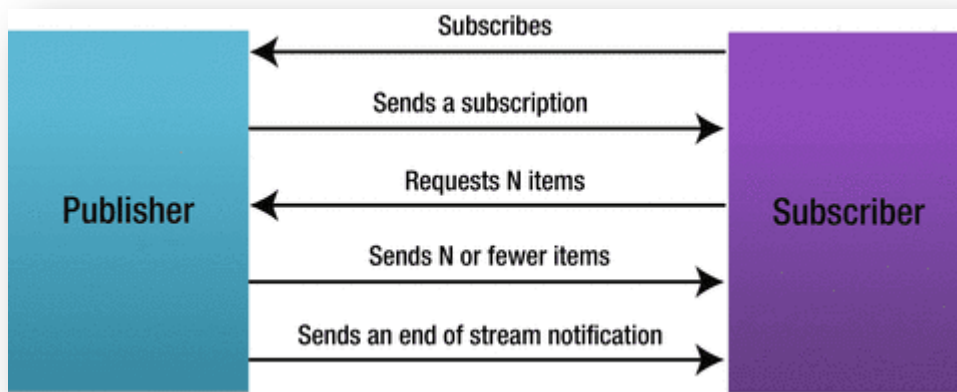 Subscribes
Sends a subscription
Requests N items
Publisher
Subscriber
Sends N or fewer items
Sends an end of stream notification